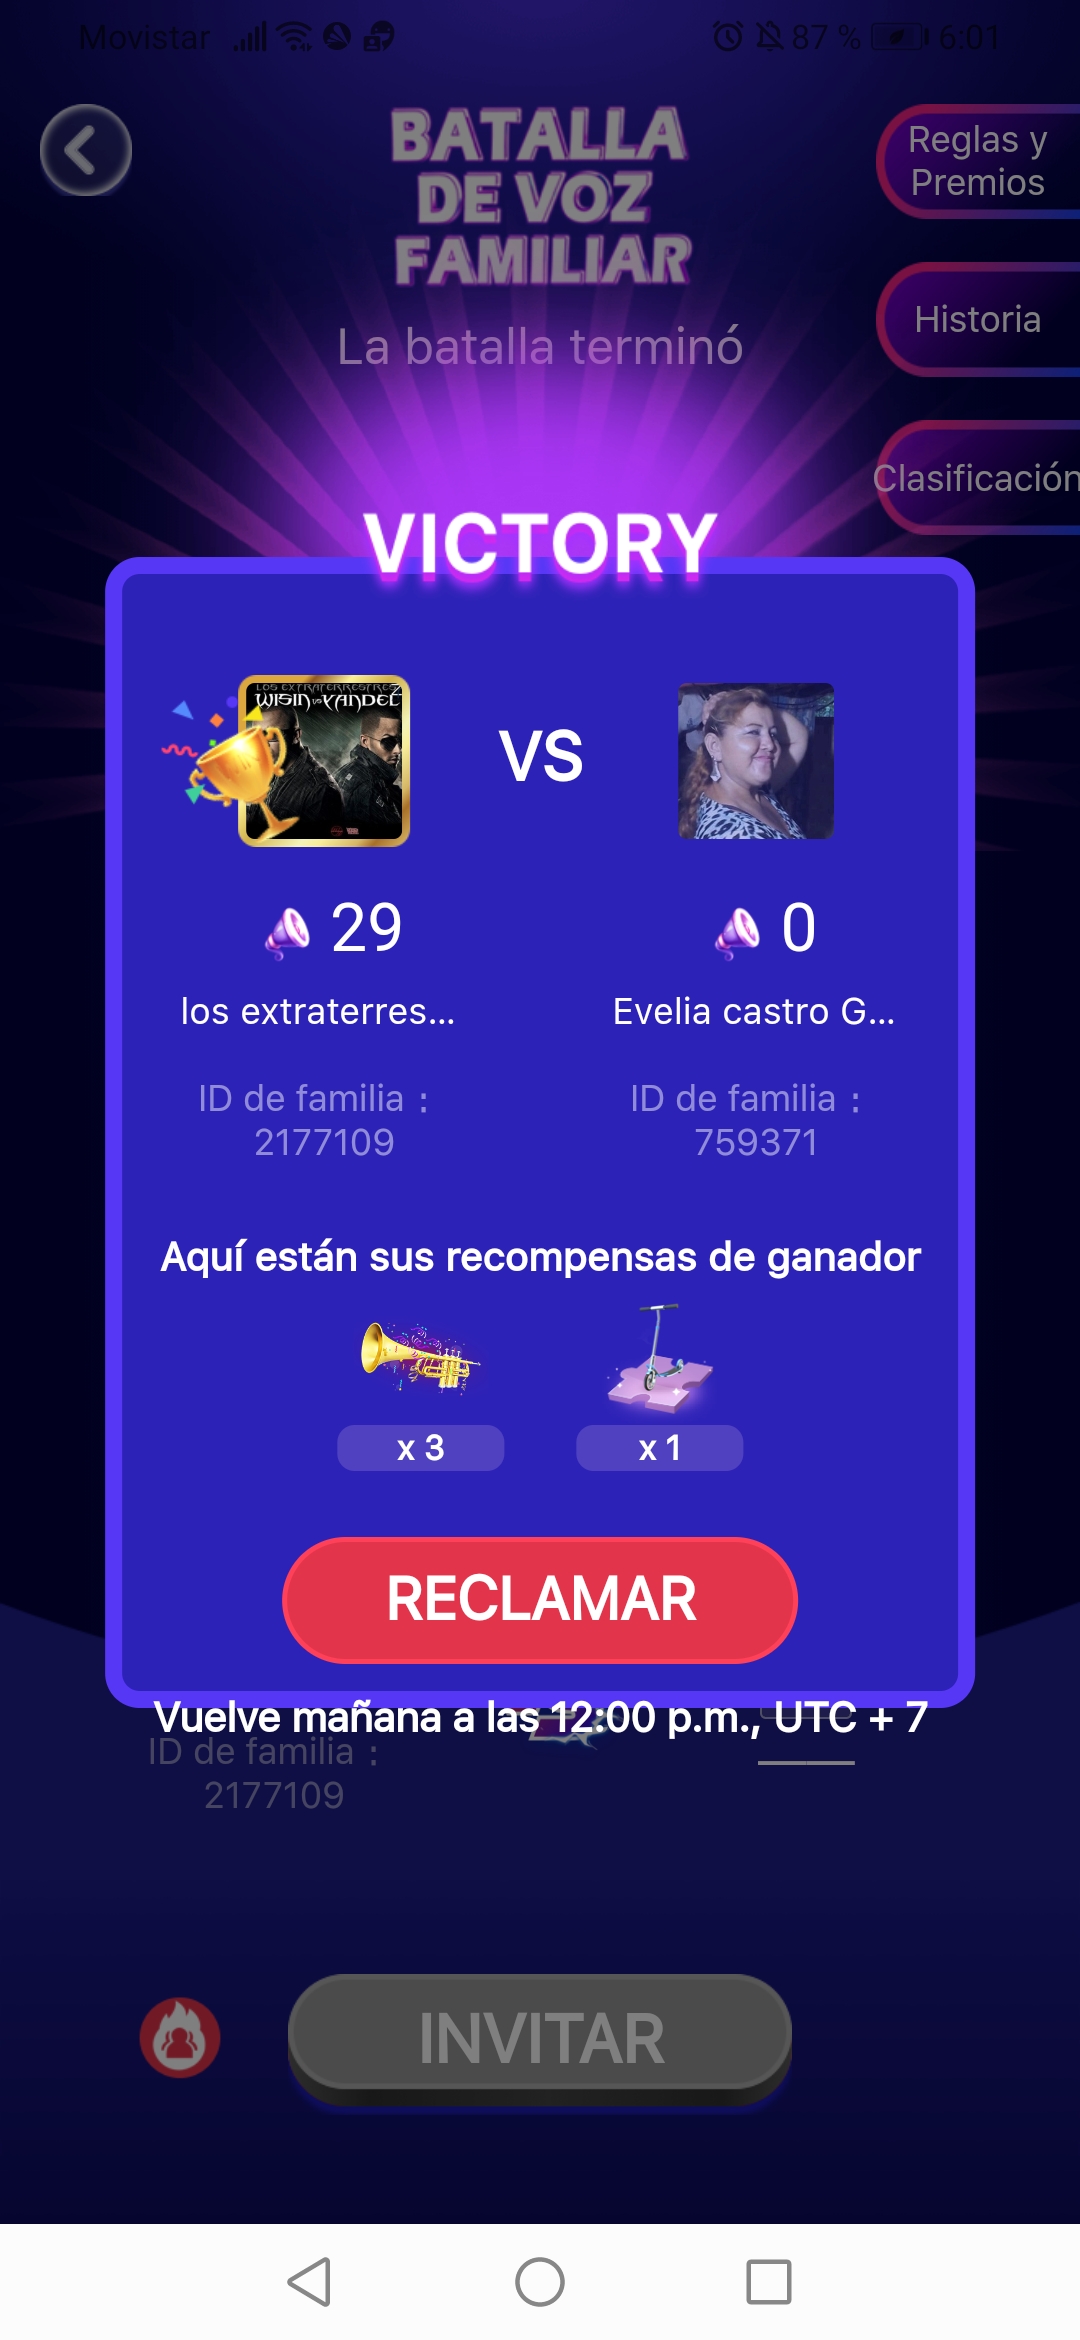 Movistar 87 % 6:01
BATALLA
DE VOZ
FAMILIAR
La batalla terminó
Reglas y
Premios
Historia
Clasificación
VICTORY
LOS EXTRATERRESTRES
WISIN vs YANDEL
VS
29
0
los extraterres...
Evelia castro G...
ID de familia :
2177109
ID de familia :
759371
Aquí están sus recompensas de ganador
x 3
x 1
RECLAMAR
Vuelve mañana a las 12:00 p.m., UTC + 7
ID de familia :
2177109
INVITAR